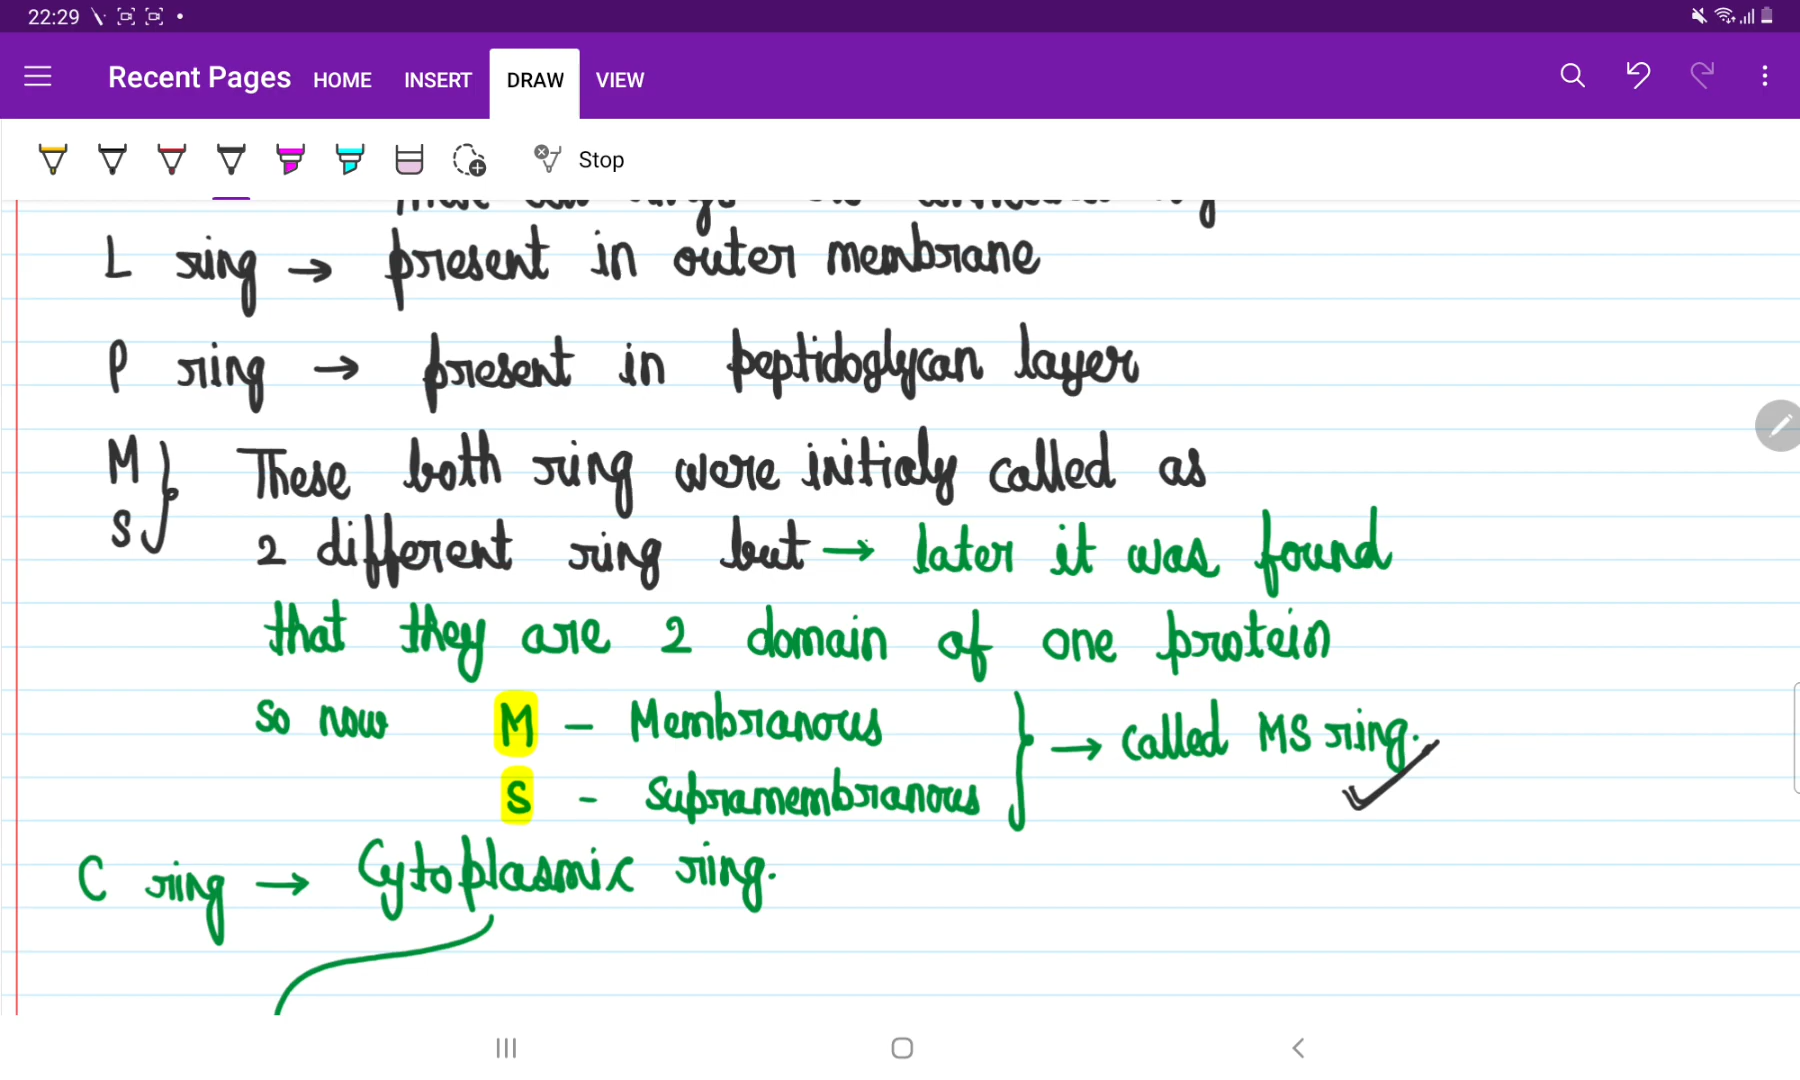 22:29
Recent Pages HOME INSERT DRAW VIEW
Stop
L ring → present in outer membrane
P ring → present in peptidoglycan layer
M
S } These both ring were initialy called as
2 different ring but → later it was found
that they are 2 domain of one protein
so now M - Membranous
S - Supramembranous } → called MS ring.
C ring → Cytoplasmic ring.